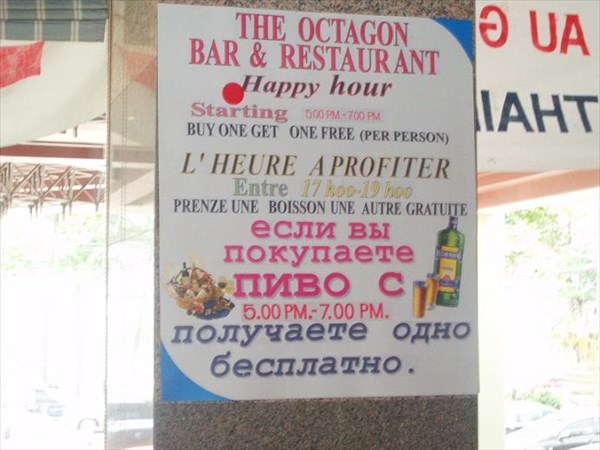 THE OCTAGON
BAR & RESTAURANT
Happy hour
Starting 5:00 PM.-7:00 PM.
BUY ONE GET ONE FREE (PER PERSON)
L' HEURE A PROFITER
Entre 17 hoo-19 hoo
PRENZE UNE BOISSON UNE AUTRE GRATUITE
если вы
покупаете
пиво с
5.00 PM.-7.00 PM.
получаете одно
бесплатно.